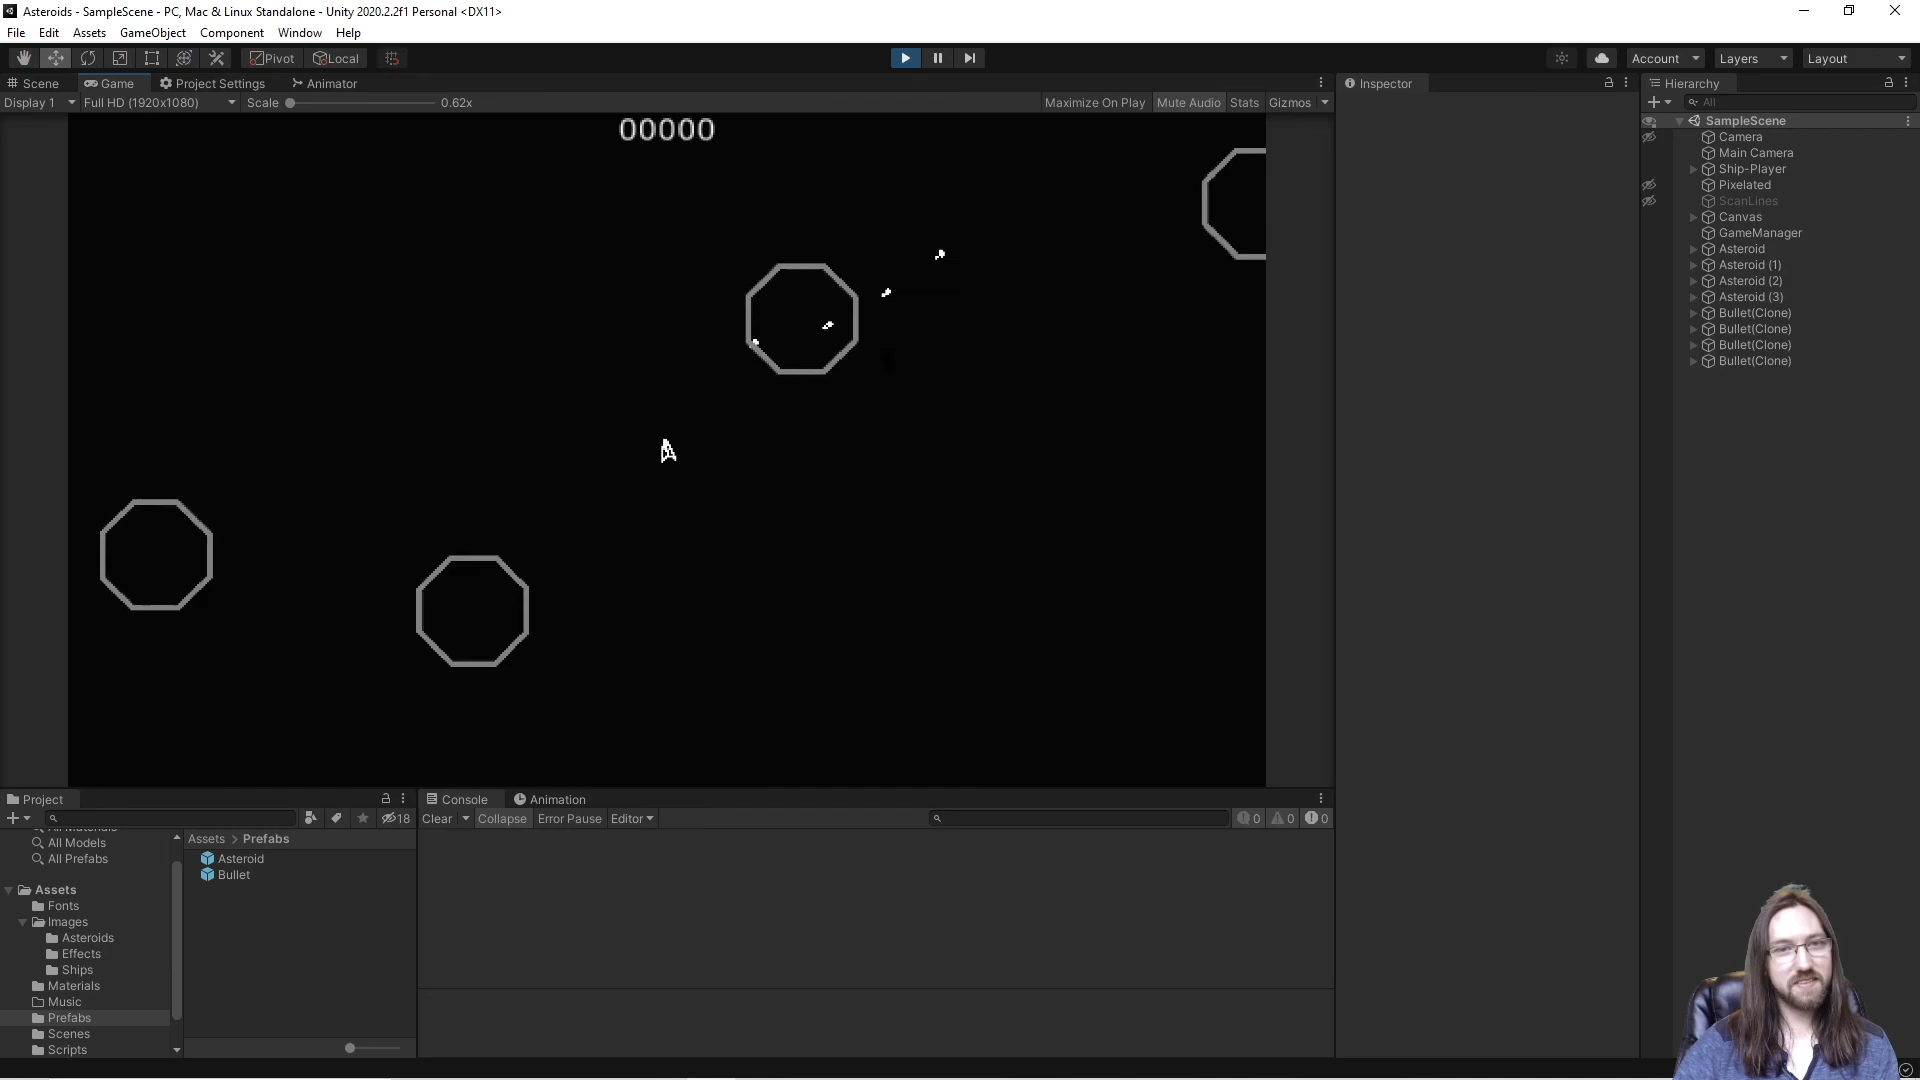 Asteroids - SampleScene - PC, Mac & Linux Standalone - Unity 2020.2.2f1 Personal <DX11>
File Edit Assets GameObject Component Window Help
Pivot Local Account Layers Layout
Scene Game Project Settings Animator
Display 1 Full HD (1920x1080) Scale 0.62x Maximize On Play Mute Audio Stats Gizmos
00000
Inspector
Hierarchy
All
SampleScene
Camera
Main Camera
Ship-Player
Pixelated
ScanLines
Canvas
GameManager
Asteroid
Asteroid (1)
Asteroid (2)
Asteroid (3)
Bullet(Clone)
Bullet(Clone)
Bullet(Clone)
Bullet(Clone)
Project
18
All Materials
All Models
All Prefabs
Assets
Fonts
Images
Asteroids
Effects
Ships
Materials
Music
Prefabs
Scenes
Scripts
Assets > Prefabs
Asteroid
Bullet
Console Animation
Clear Collapse Error Pause Editor 0 0 0